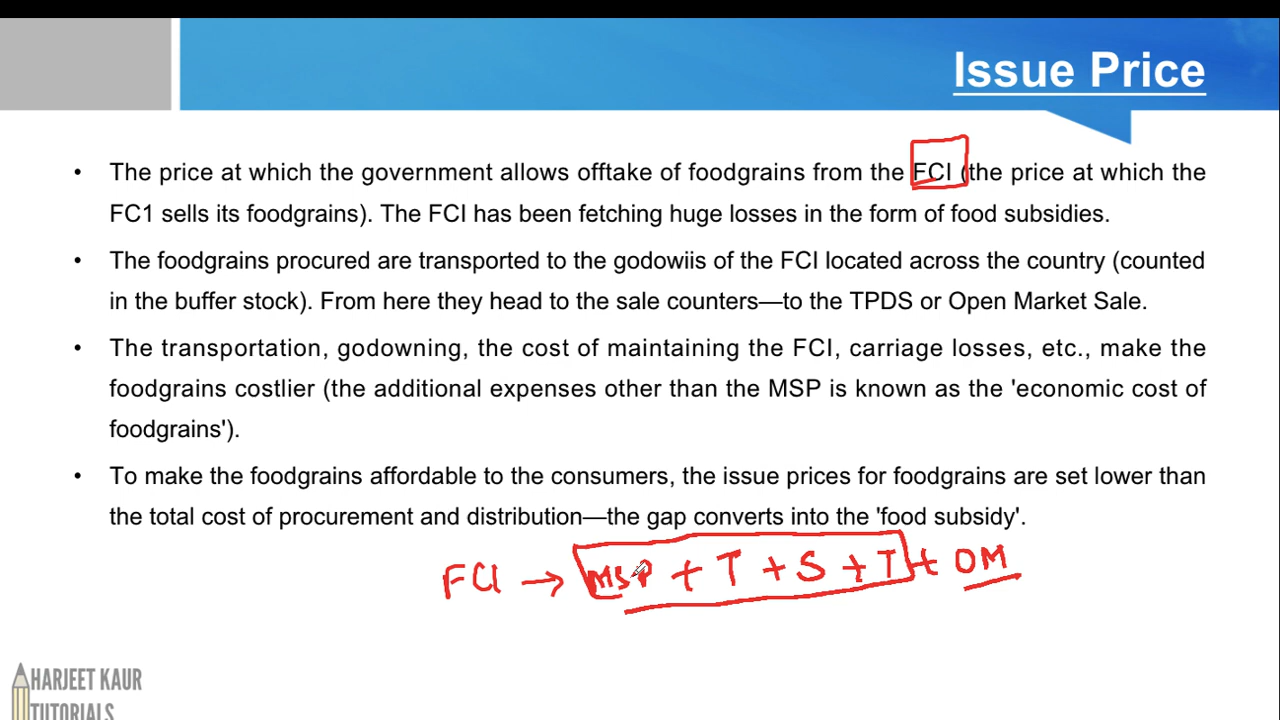 Issue Price
• The price at which the government allows offtake of foodgrains from the FCI (the price at which the
FC1 sells its foodgrains). The FCI has been fetching huge losses in the form of food subsidies.
• The foodgrains procured are transported to the godowiis of the FCI located across the country (counted
in the buffer stock). From here they head to the sale counters—to the TPDS or Open Market Sale.
• The transportation, godowning, the cost of maintaining the FCI, carriage losses, etc., make the
foodgrains costlier (the additional expenses other than the MSP is known as the 'economic cost of
foodgrains').
• To make the foodgrains affordable to the consumers, the issue prices for foodgrains are set lower than
the total cost of procurement and distribution—the gap converts into the 'food subsidy'.
FCI → MSP + T + S + T + OM
HARJEET KAUR
TUTORIALS